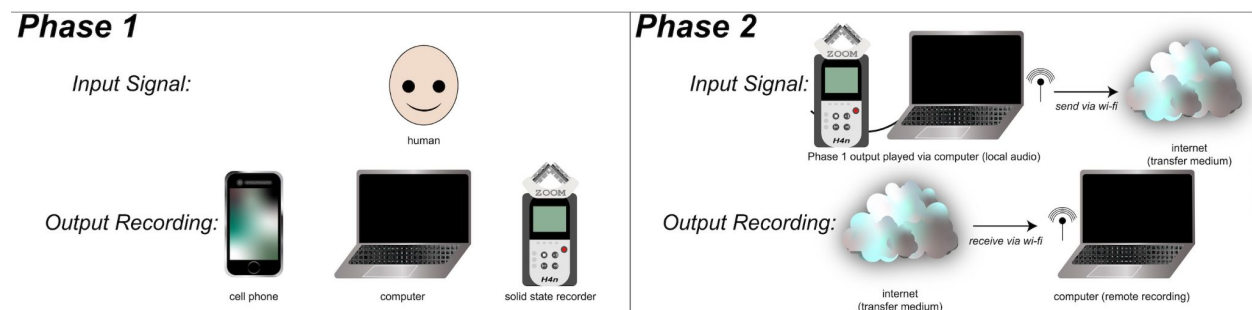 Phase 1
Input Signal:
human
Output Recording:
ZOOM
H4n
cell phone
computer
solid state recorder
Phase 2
ZOOM
Input Signal:
H4n
send via wi-fi
Phase 1 output played via computer (local audio)
internet
(transfer medium)
Output Recording:
receive via wi-fi
internet
(transfer medium)
computer (remote recording)